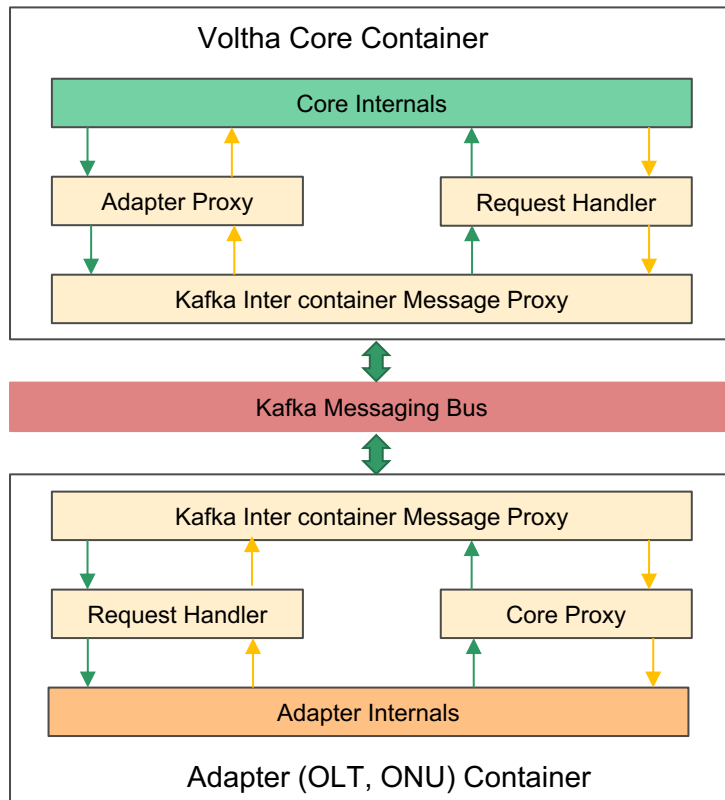 Voltha Core Container
Core Internals
Adapter Proxy
Request Handler
Kafka Inter container Message Proxy
Kafka Messaging Bus
Kafka Inter container Message Proxy
Request Handler
Core Proxy
Adapter Internals
Adapter (OLT, ONU) Container